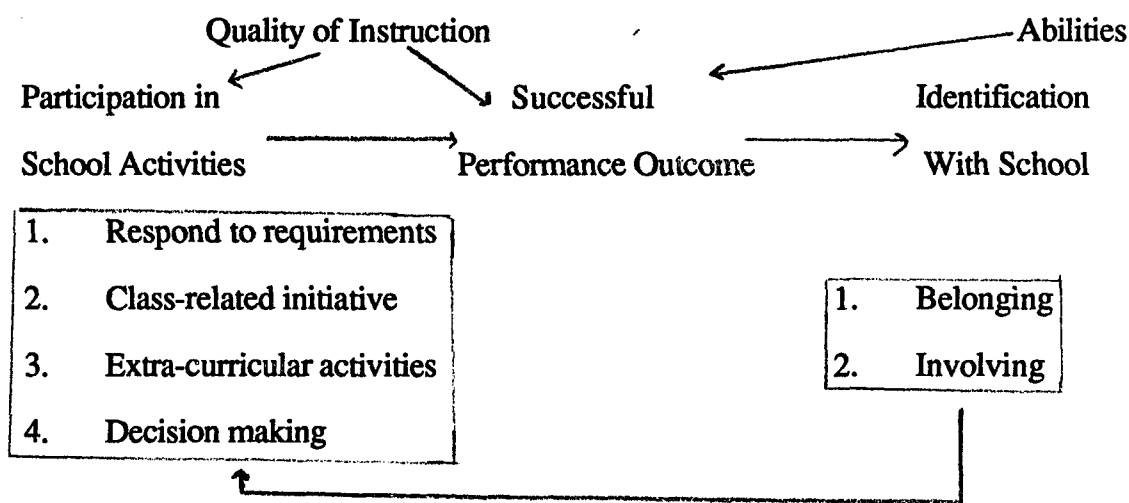 Quality of Instruction
Abilities
Participation in
Successful
Identification
School Activities
Performance Outcome
With School
1. Respond to requirements
2. Class-related initiative
3. Extra-curricular activities
4. Decision making
1. Belonging
2. Involving